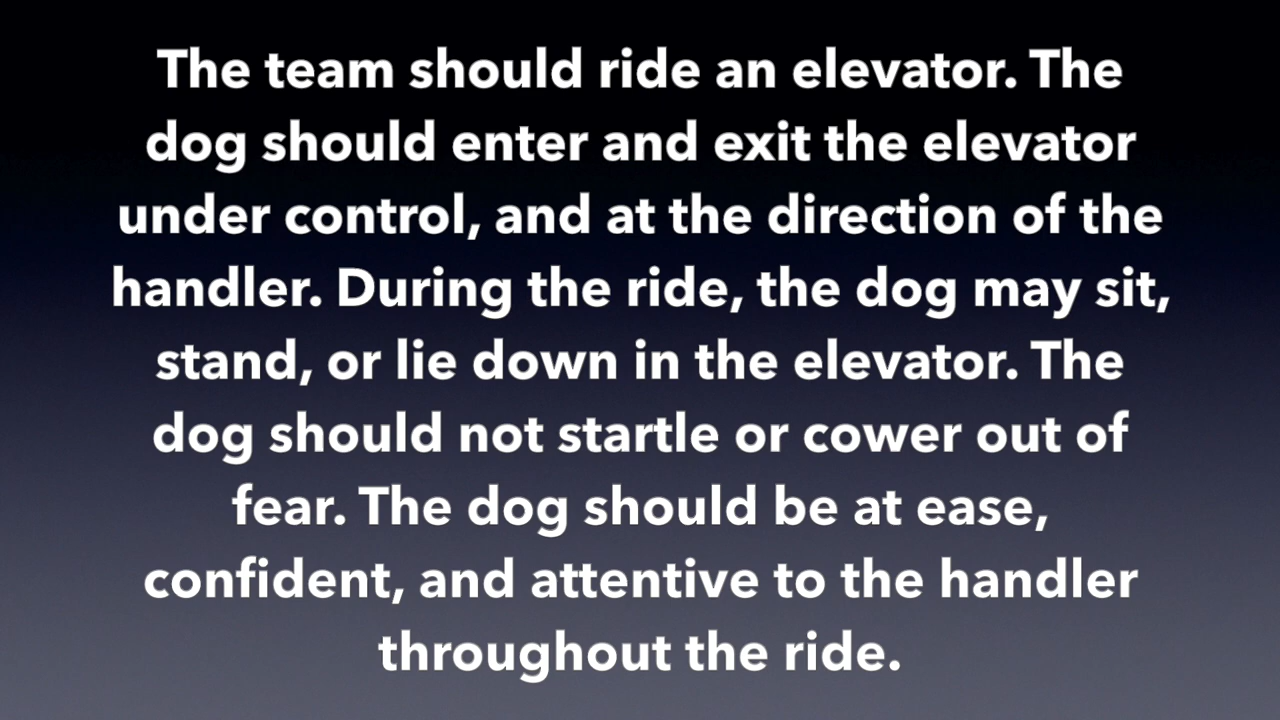 The team should ride an elevator. The
dog should enter and exit the elevator
under control, and at the direction of the
handler. During the ride, the dog may sit,
stand, or lie down in the elevator. The
dog should not startle or cower out of
fear. The dog should be at ease,
confident, and attentive to the handler
throughout the ride.